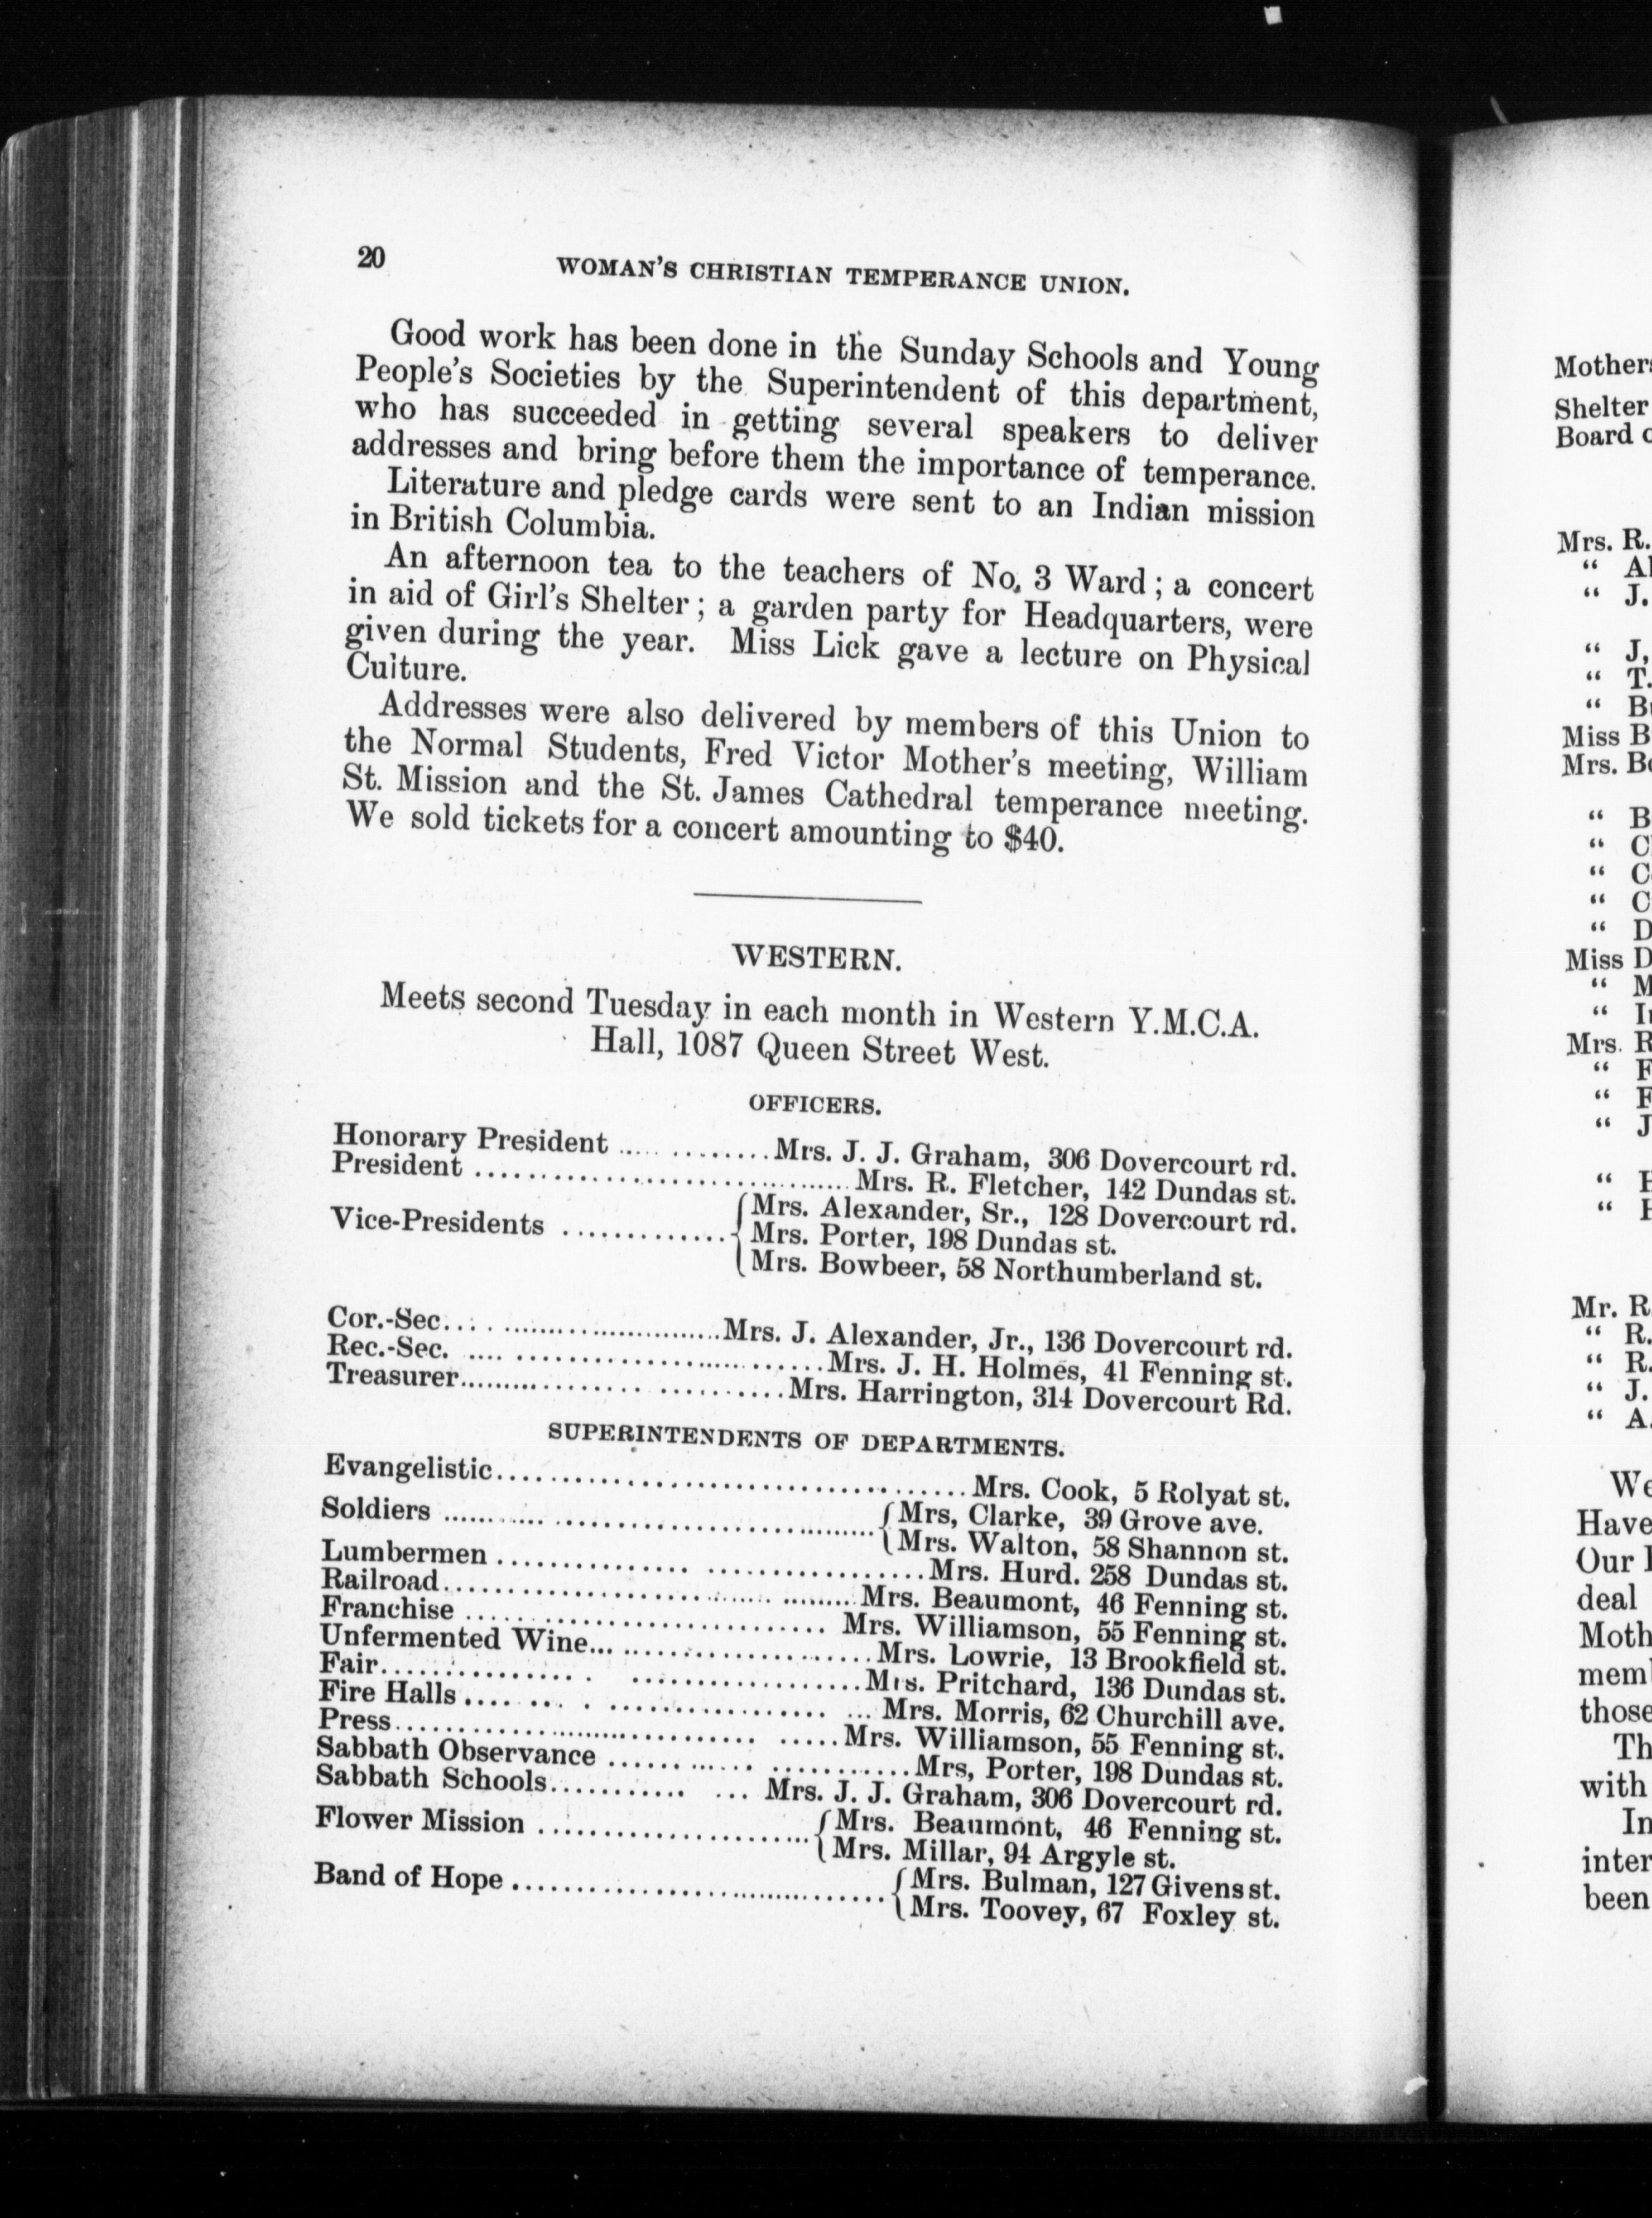 20 WOMAN'S CHRISTIAN TEMPERANCE UNION.
Good work has been done in the Sunday Schools and Young
People's Societies by the Superintendent of this department,
who has succeeded in getting several speakers to deliver
addresses and bring before them the importance of temperance.
Literature and pledge cards were sent to an Indian mission
in British Columbia.
An afternoon tea to the teachers of No. 3 Ward; a concert
in aid of Girl's Shelter; a garden party for Headquarters, were
given during the year. Miss Lick gave a lecture on Physical
Culture.
Addresses were also delivered by members of this Union to
the Normal Students, Fred Victor Mother's meeting, William
St. Mission and the St. James Cathedral temperance meeting.
We sold tickets for a concert amounting to $40.
WESTERN.
Meets second Tuesday in each month in Western Y.M.C.A.
Hall, 1087 Queen Street West.
OFFICERS.
Honorary President ............ Mrs. J. J. Graham, 306 Dovercourt rd.
President ............ Mrs. R. Fletcher, 142 Dundas st.
Vice-Presidents ............ { Mrs. Alexander, Sr., 128 Dovercourt rd.
Mrs. Porter, 198 Dundas st.
Mrs. Bowbeer, 58 Northumberland st.
Cor.-Sec............. Mrs. J. Alexander, Jr., 136 Dovercourt rd.
Rec.-Sec. ............ Mrs. J. H. Holmes, 41 Fenning st.
Treasurer............ Mrs. Harrington, 314 Dovercourt Rd.
SUPERINTENDENTS OF DEPARTMENTS.
Evangelistic............ Mrs. Cook, 5 Rolyat st.
Soldiers ............ { Mrs, Clarke, 39 Grove ave.
Mrs. Walton, 58 Shannon st.
Lumbermen ............ Mrs. Hurd. 258 Dundas st.
Railroad............ Mrs. Beaumont, 46 Fenning st.
Franchise ............ Mrs. Williamson, 55 Fenning st.
Unfermented Wine............ Mrs. Lowrie, 13 Brookfield st.
Fair............ Mrs. Pritchard, 136 Dundas st.
Fire Halls............ Mrs. Morris, 62 Churchill ave.
Press............ Mrs. Williamson, 55 Fenning st.
Sabbath Observance ............ Mrs, Porter, 198 Dundas st.
Sabbath Schools............ Mrs. J. J. Graham, 306 Dovercourt rd.
Flower Mission ............ { Mrs. Beaumont, 46 Fenning st.
Mrs. Millar, 94 Argyle st.
Band of Hope ............ { Mrs. Bulman, 127 Givens st.
Mrs. Toovey, 67 Foxley st.
Shelter
Board
Mrs. R.
" J.
" J,
" T.
Miss B
Mrs.
" B
" C
" C
" C
" D
Miss D
" M
Mrs. R
" F
" F
" J
Mr. R
" R.
" R.
" J.
" A.
Have
Our
deal
those
with
been